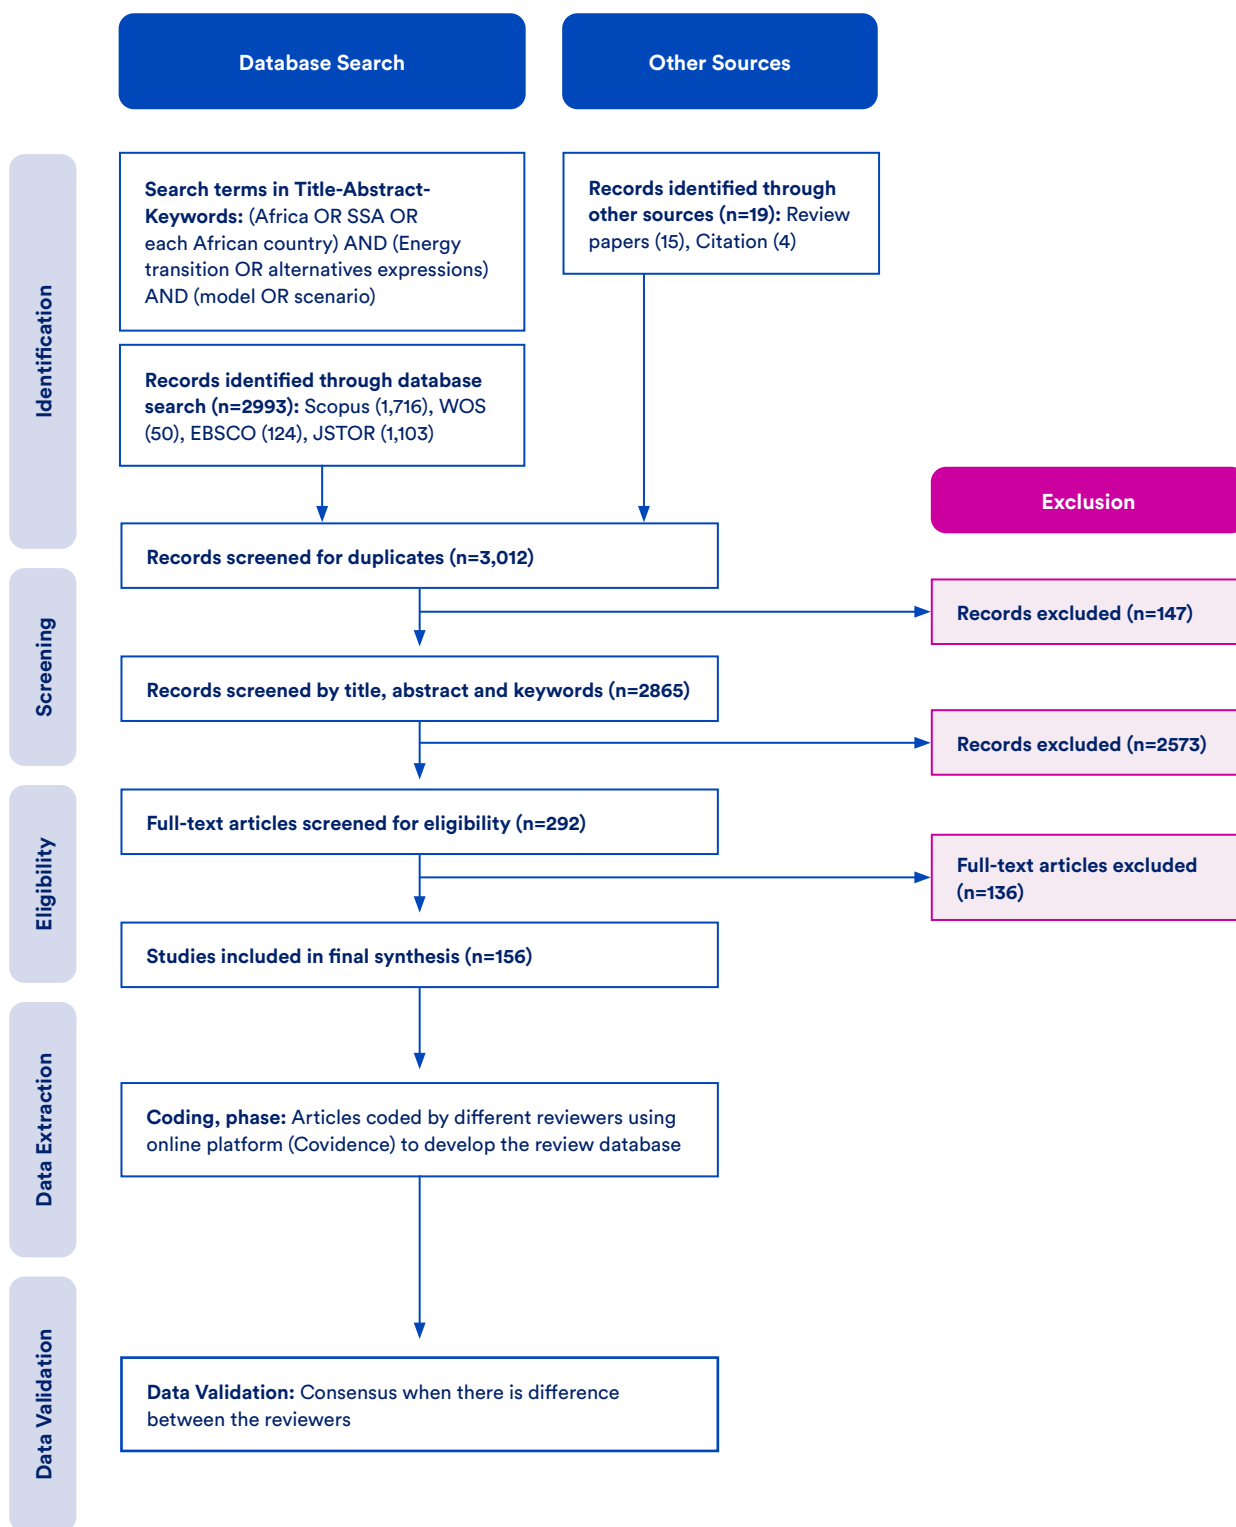 Database Search
Other Sources
Identification
Search terms in Title-Abstract-
Keywords: (Africa OR SSA OR
each African country) AND (Energy
transition OR alternatives expressions)
AND (model OR scenario)
Records identified through
other sources (n=19): Review
papers (15), Citation (4)
Records identified through database
search (n=2993): Scopus (1,716), WOS
(50), EBSCO (124), JSTOR (1,103)
Exclusion
Records screened for duplicates (n=3,012)
Screening
Records excluded (n=147)
Records screened by title, abstract and keywords (n=2865)
Records excluded (n=2573)
Eligibility
Full-text articles screened for eligibility (n=292)
Full-text articles excluded
(n=136)
Studies included in final synthesis (n=156)
Data Extraction
Coding, phase: Articles coded by different reviewers using
online platform (Covidence) to develop the review database
Data Validation
Data Validation: Consensus when there is difference
between the reviewers